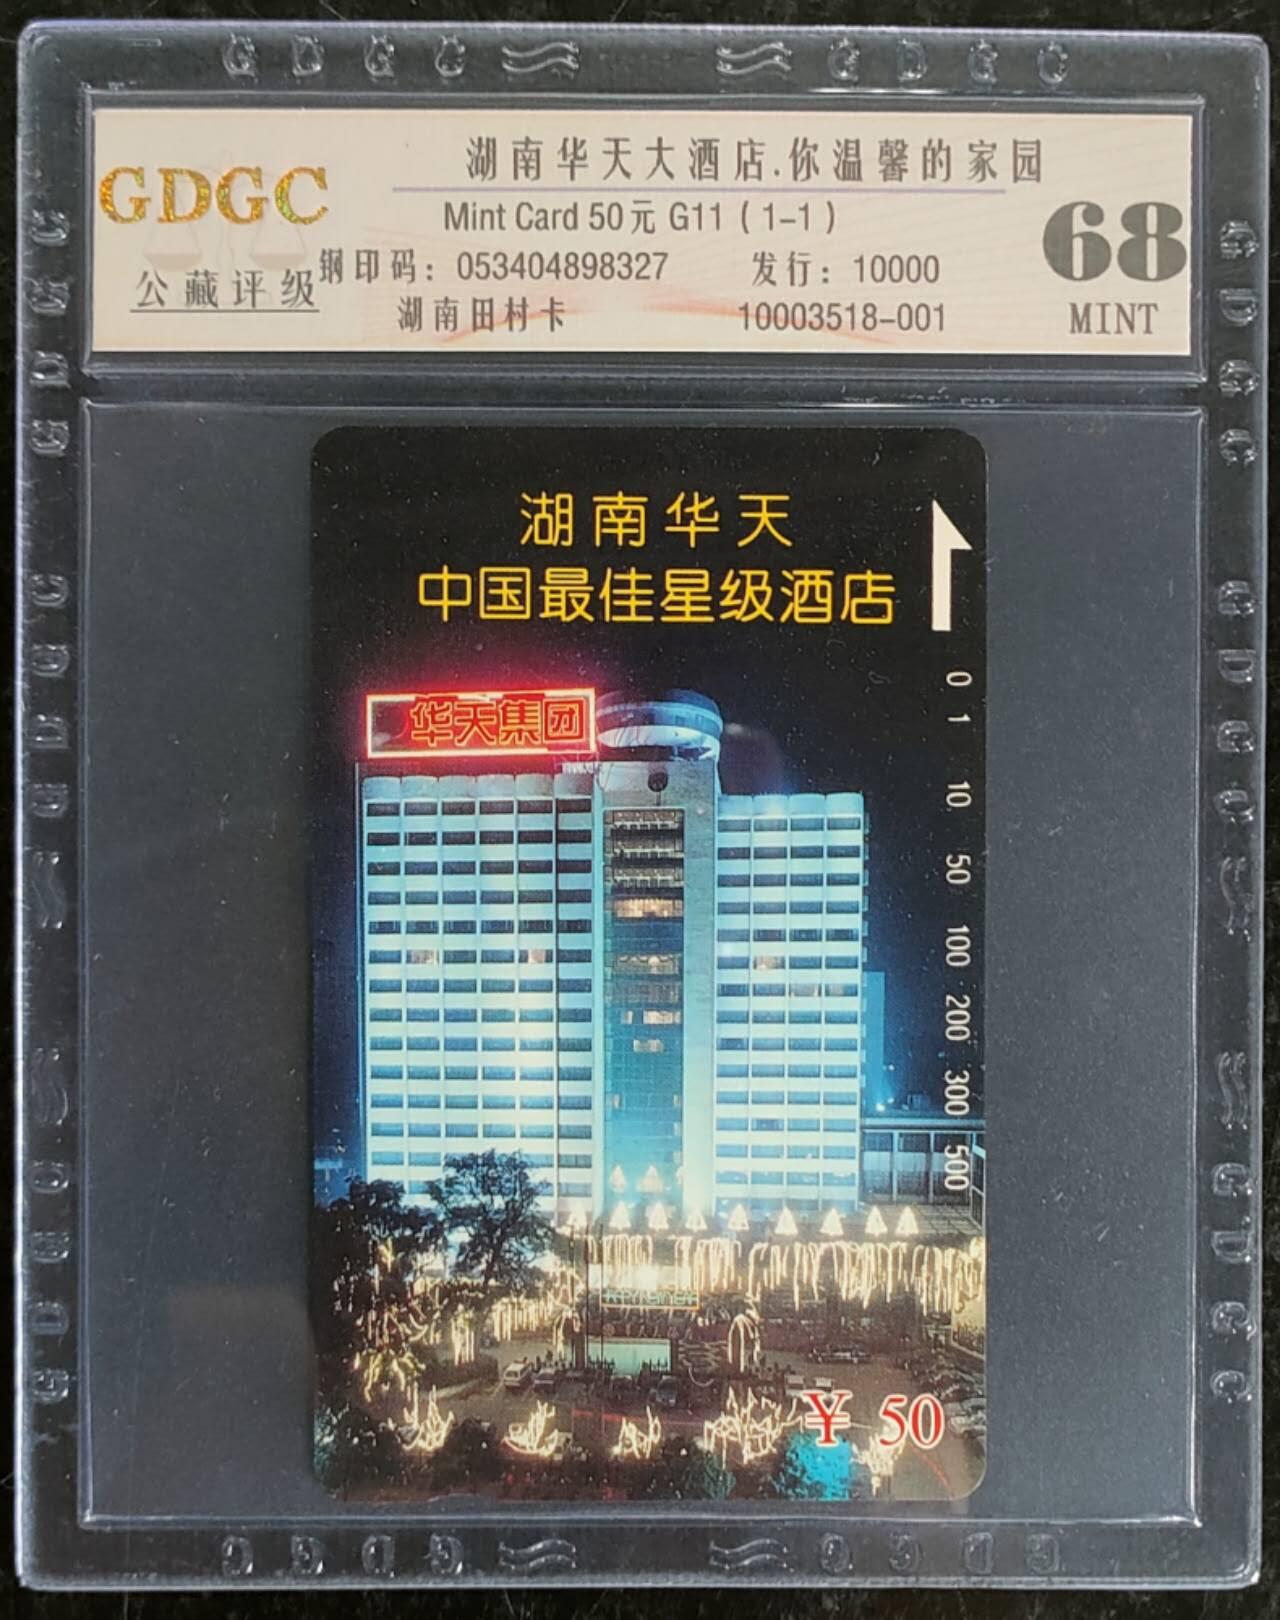 GDGC
公藏评级
湖南华天大酒店.你温馨的家园
Mint Card 50元 G11 ( 1-1 )
钢印码: 053404898327 发行: 10000
湖南田村卡 10003518-001
68
MINT
湖南华天
中国最佳星级酒店
华天集团
0
1
10
50
100
200
300
500
¥ 50